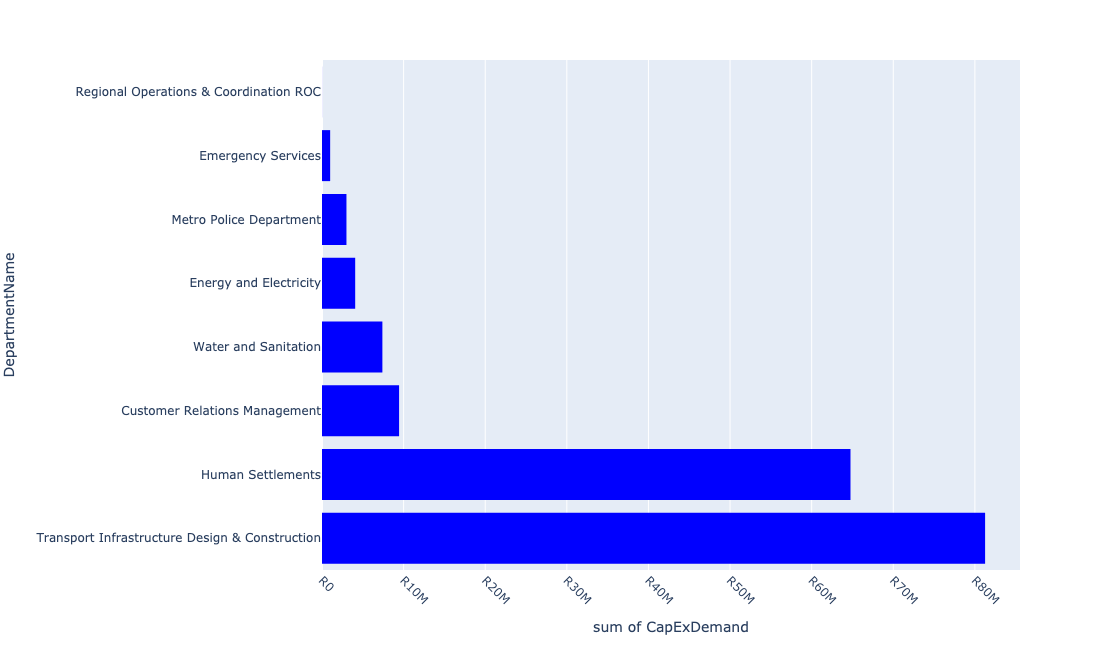 Regional Operations & Coordination ROC
Emergency Services
Metro Police Department
Energy and Electricity
Water and Sanitation
Customer Relations Management
Human Settlements
Transport Infrastructure Design & Construction
DepartmentName
R0
R10M
R20M
R30M
R40M
R50M
R60M
R70M
R80M
sum of CapExDemand